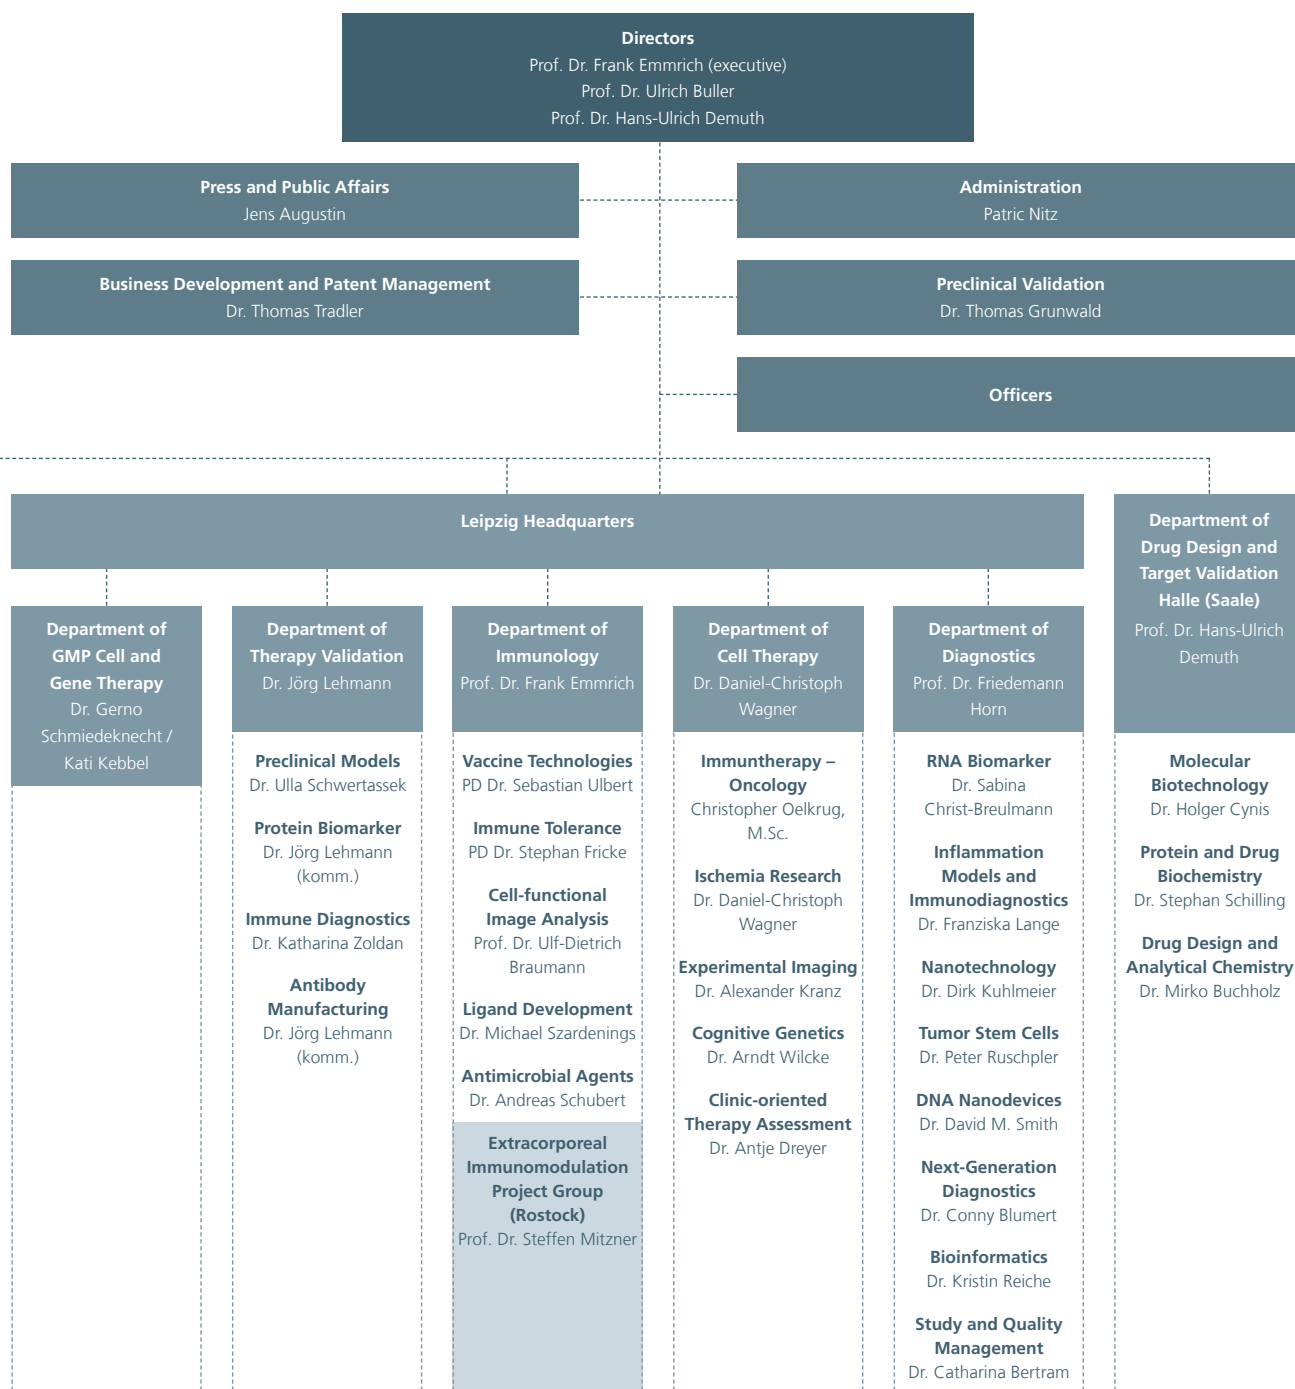 Directors
Prof. Dr. Frank Emmrich (executive)
Prof. Dr. Ulrich Buller
Prof. Dr. Hans-Ulrich Demuth
Press and Public Affairs
Jens Augustin
Administration
Patric Nitz
Business Development and Patent Management
Dr. Thomas Tradler
Preclinical Validation
Dr. Thomas Grunwald
Officers
Leipzig Headquarters
Department of
GMP Cell and
Gene Therapy
Dr. Gerno
Schmiedeknecht /
Kati Kebbel
Department of
Therapy Validation
Dr. Jörg Lehmann
Preclinical Models
Dr. Ulla Schwertassek
Protein Biomarker
Dr. Jörg Lehmann
(komm.)
Immune Diagnostics
Dr. Katharina Zoldan
Antibody
Manufacturing
Dr. Jörg Lehmann
(komm.)
Department of
Immunology
Prof. Dr. Frank Emmrich
Vaccine Technologies
PD Dr. Sebastian Ulbert
Immune Tolerance
PD Dr. Stephan Fricke
Cell-functional
Image Analysis
Prof. Dr. Ulf-Dietrich
Braumann
Ligand Development
Dr. Michael Szardenings
Antimicrobial Agents
Dr. Andreas Schubert
Extracorporeal
Immunomodulation
Project Group
(Rostock)
Prof. Dr. Steffen Mitzner
Department of
Cell Therapy
Dr. Daniel-Christoph
Wagner
Immuntherapy –
Oncology
Christopher Oelkrug,
M.Sc.
Ischemia Research
Dr. Daniel-Christoph
Wagner
Experimental Imaging
Dr. Alexander Kranz
Cognitive Genetics
Dr. Arndt Wilcke
Clinic-oriented
Therapy Assessment
Dr. Antje Dreyer
Department of
Diagnostics
Prof. Dr. Friedemann
Horn
RNA Biomarker
Dr. Sabina
Christ-Breulmann
Inflammation
Models and
Immunodiagnostics
Dr. Franziska Lange
Nanotechnology
Dr. Dirk Kuhlmeier
Tumor Stem Cells
Dr. Peter Ruschpler
DNA Nanodevices
Dr. David M. Smith
Next-Generation
Diagnostics
Dr. Conny Blumert
Bioinformatics
Dr. Kristin Reiche
Study and Quality
Management
Dr. Catharina Bertram
Department of
Drug Design and
Target Validation
Halle (Saale)
Prof. Dr. Hans-Ulrich
Demuth
Molecular
Biotechnology
Dr. Holger Cynis
Protein and Drug
Biochemistry
Dr. Stephan Schilling
Drug Design and
Analytical Chemistry
Dr. Mirko Buchholz